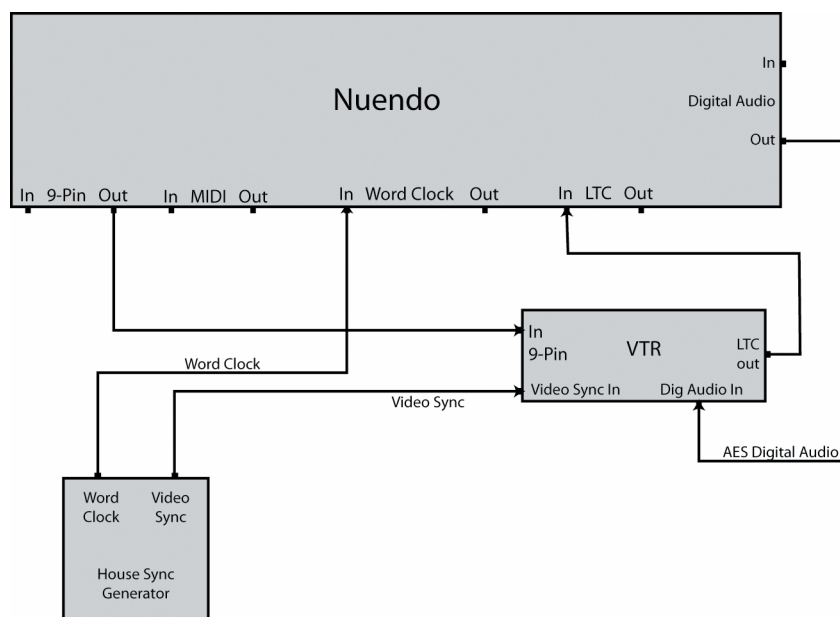 In
Nuendo
Digital Audio
Out
In 9-Pin Out In MIDI Out In Word Clock Out In LTC Out
In
9-Pin
VTR
LTC
out
Word Clock
Video Sync In Dig Audio In
Video Sync
AES Digital Audio
Word
Clock
Video
Sync
House Sync
Generator